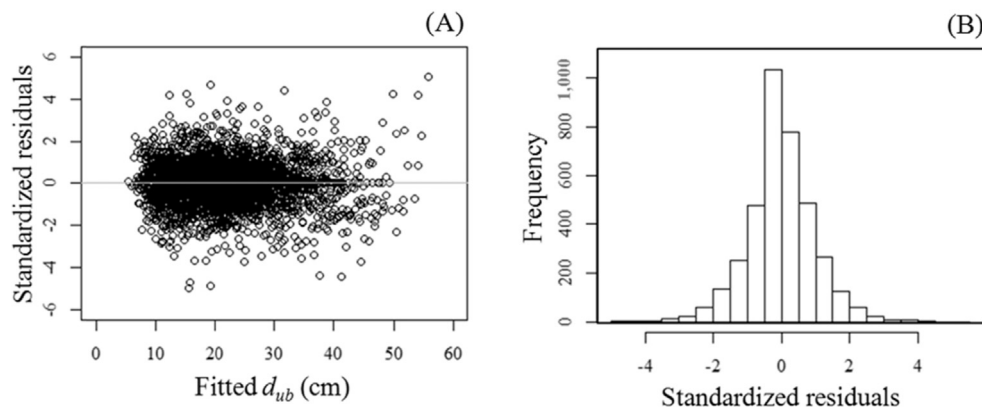 (A)
Standardized residuals
6
4
2
0
-2
-4
-6
0 10 20 30 40 50 60
Fitted dub (cm)
(B)
Frequency
1,000
800
600
400
200
0
-4 -2 0 2 4
Standardized residuals